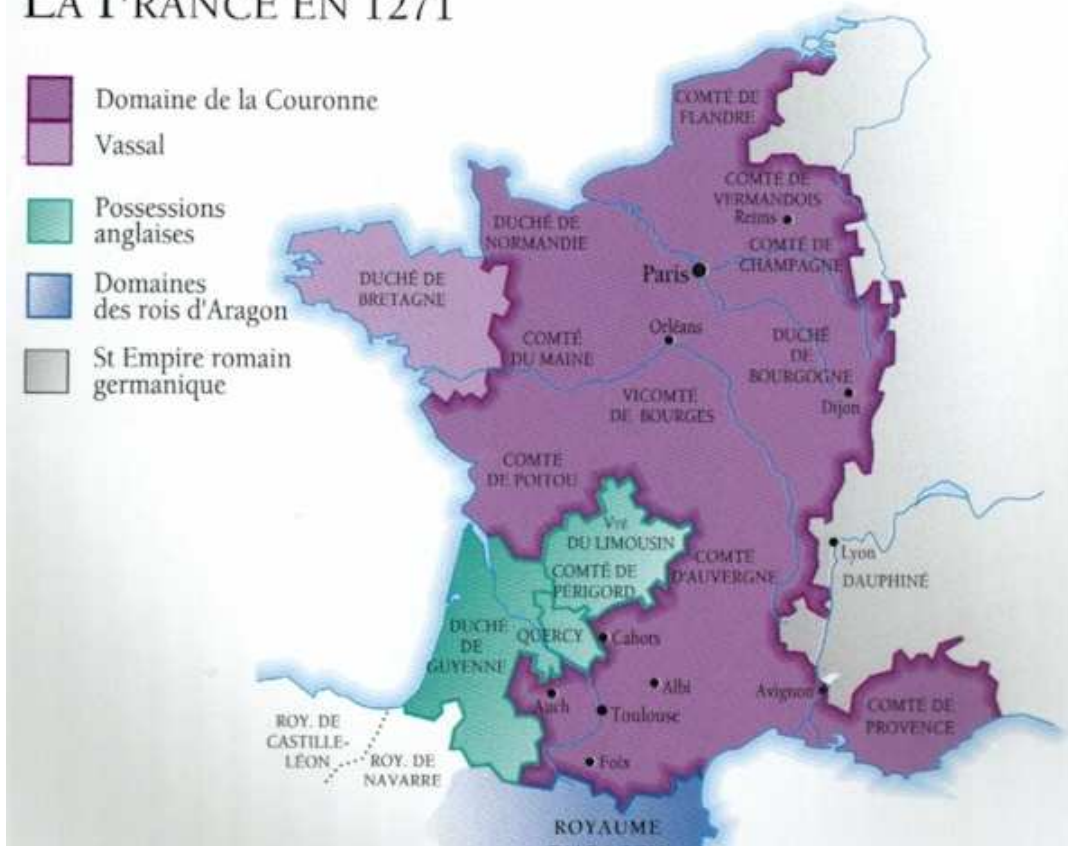 LA FRANCE EN 1271
Domaine de la Couronne
Vassal
Possessions
anglaises
Domaines
des rois d'Aragon
St Empire romain
germanique
COMTÉ DE
FLANDRE
COMTÉ DE
VERMANDOIS
Reims
DUCHÉ DE
NORMANDIE
COMTÉ DE
CHAMPAGNE
Paris
DUCHÉ DE
BRETAGNE
Orléans
COMTÉ
DU MAINE
DUCHÉ
DE
BOURGOGNE
Dijon
VICOMTÉ
DE BOURGES
COMTÉ
DE POITOU
Vté
DU LIMOUSIN
COMTÉ DE
PÉRIGORD
COMTÉ
D'AUVERGNE
Lyon
DAUPHINÉ
DUCHÉ
DE
GUYENNE
QUERCY
Cahors
Albi
Avignon
Auch
Toulouse
COMTÉ DE
PROVENCE
Foix
ROY. DE
CASTILLE-
LÉON
ROY. DE
NAVARRE
ROYAUME